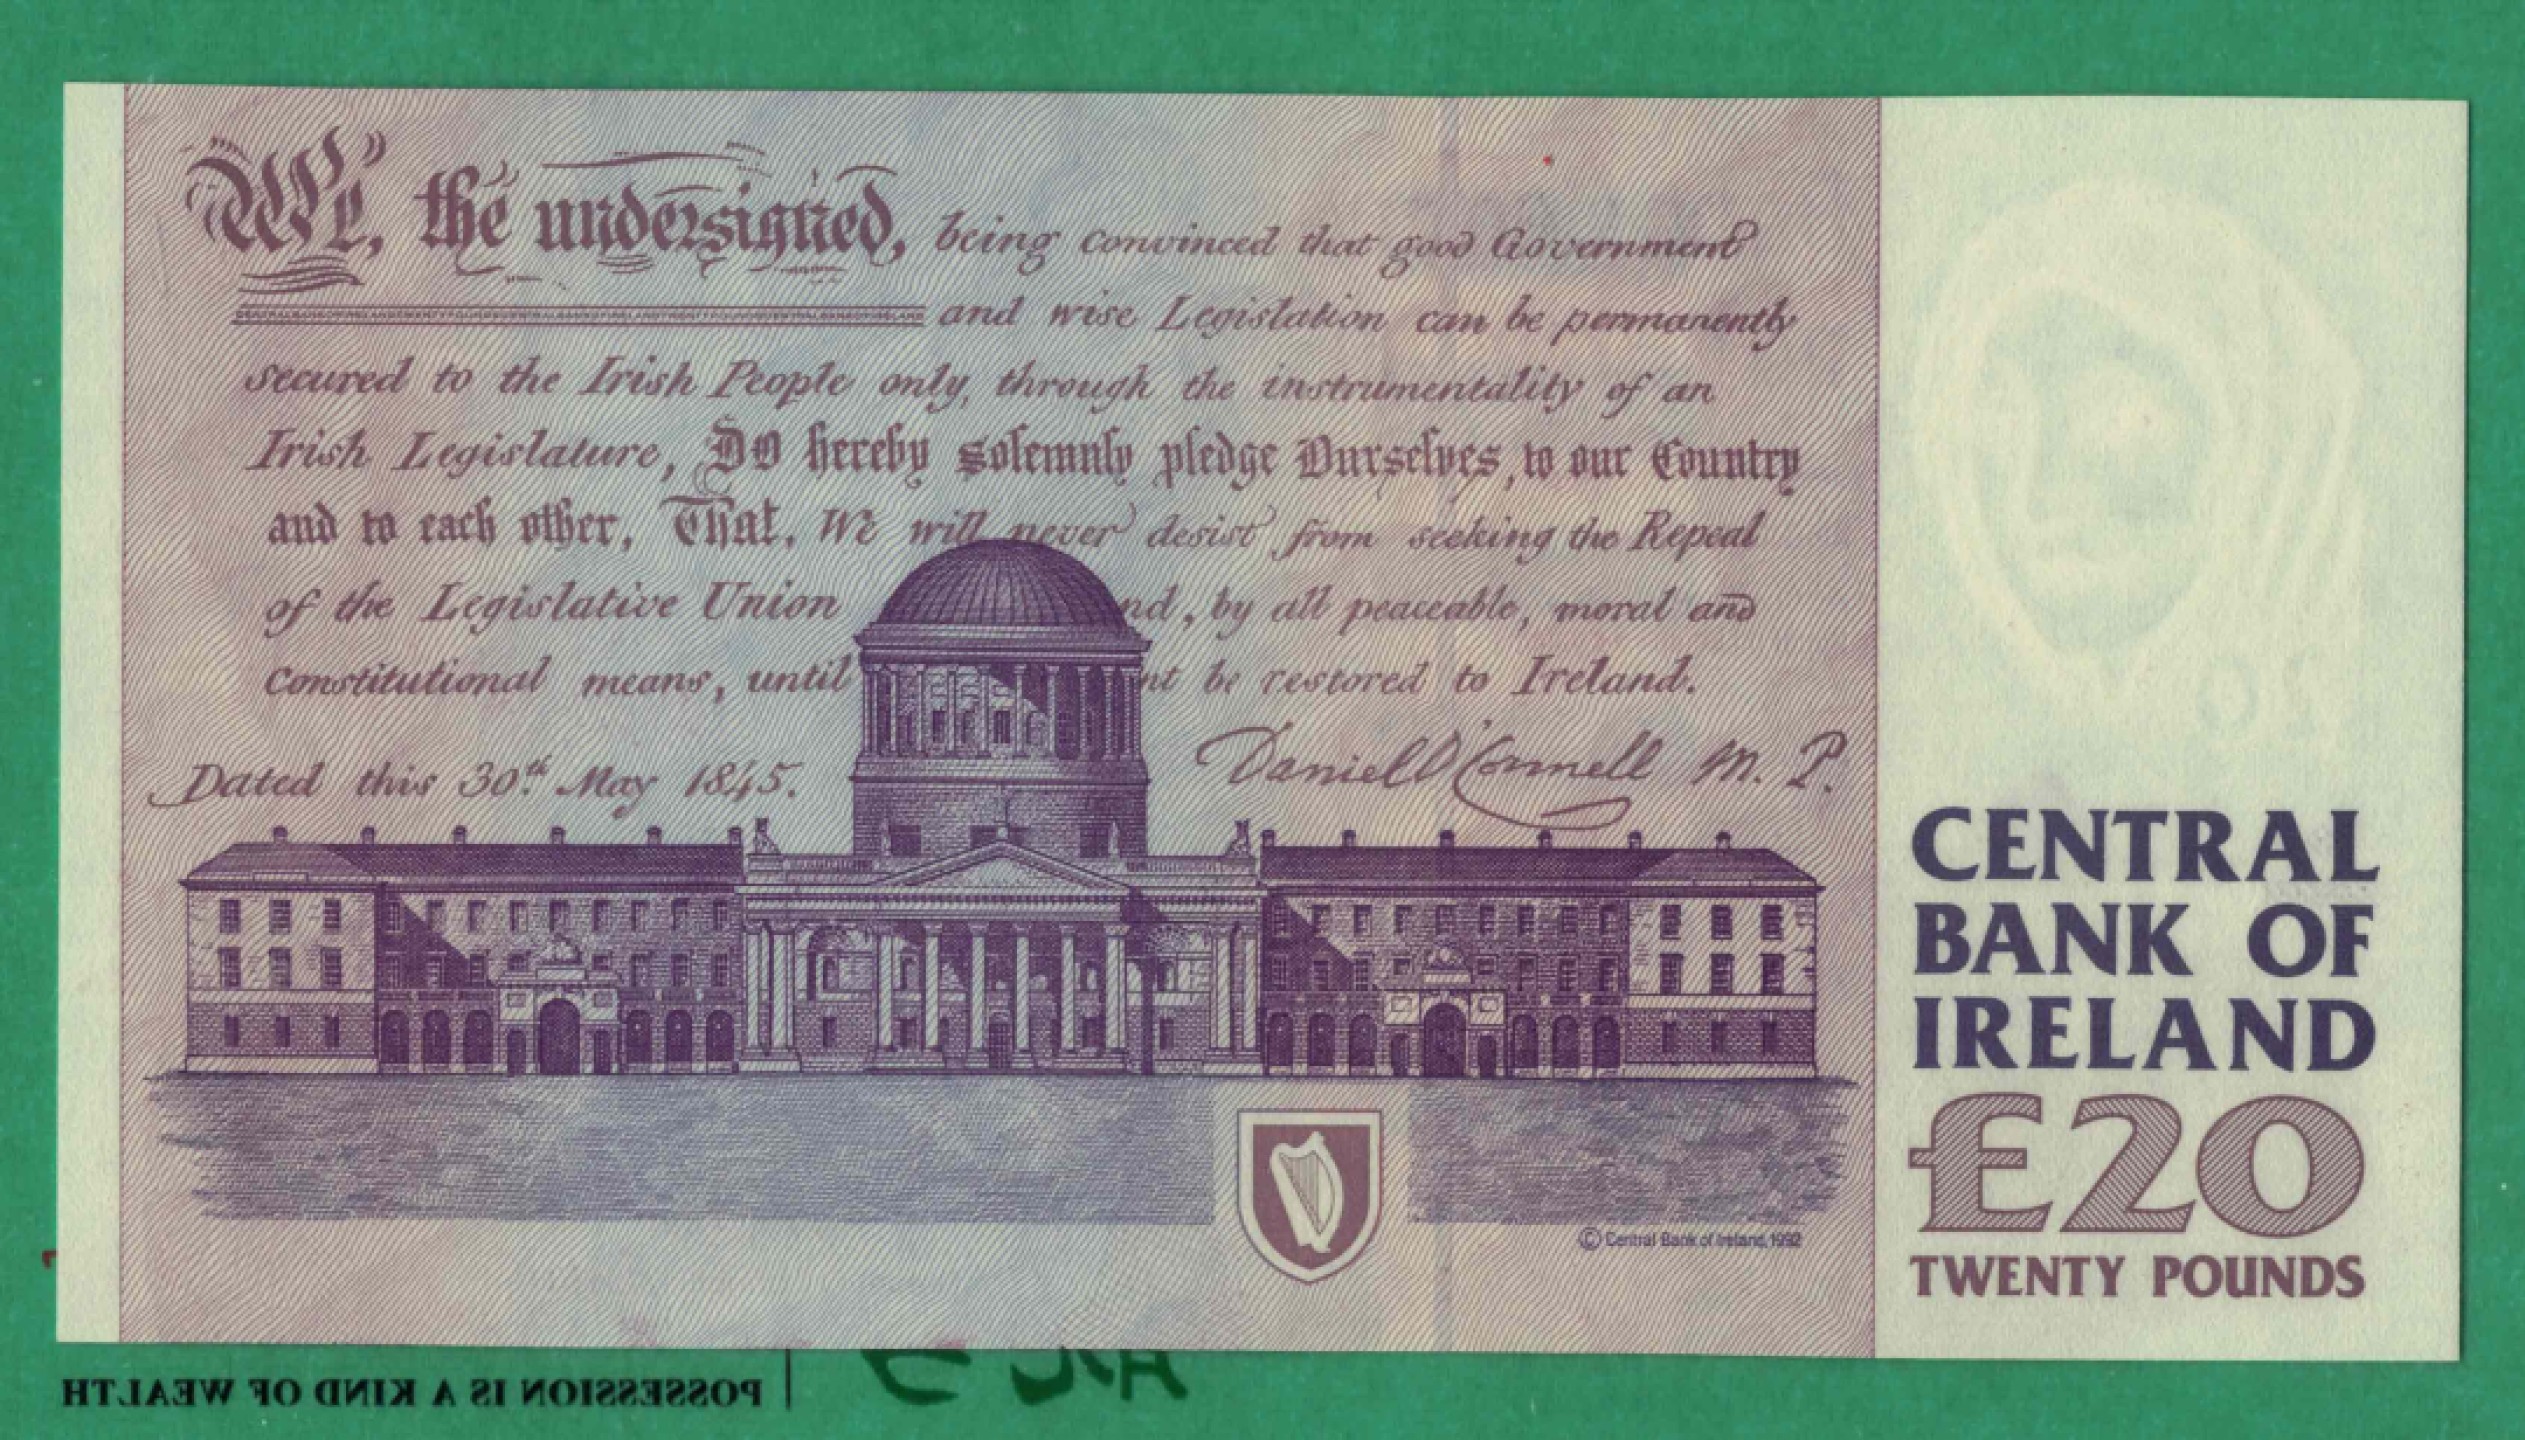 We, the undersigned, being convinced that good Government
and wise Legislation can be permanently
secured to the Irish People only, through the instrumentality of an
Irish Legislature, Do hereby solemnly pledge Ourselves, to our Country
and to each other, That, We will never desist from seeking the Repeal
of the Legislative Union nd, by all peaceable, moral and
constitutional means, until nt be restored to Ireland.
Dated this 30th May 1845.
Daniel O'Connell M. P.
© Central Bank of Ireland, 1992
20
CENTRAL
BANK OF
IRELAND
£20
TWENTY POUNDS
POSSESSION IS A KIND OF WEALTH